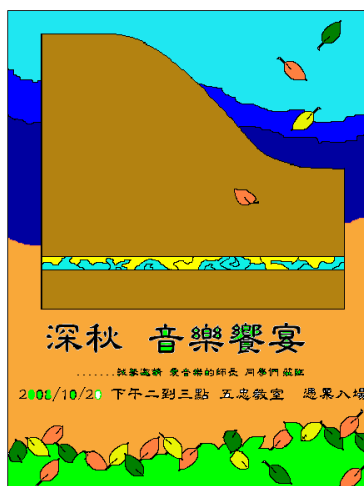 深秋 音樂饗宴
.......誠摯邀請 愛音樂的師長 同學們 蒞臨
2008/10/20 下午二到三點 五忠教室 憑票入場